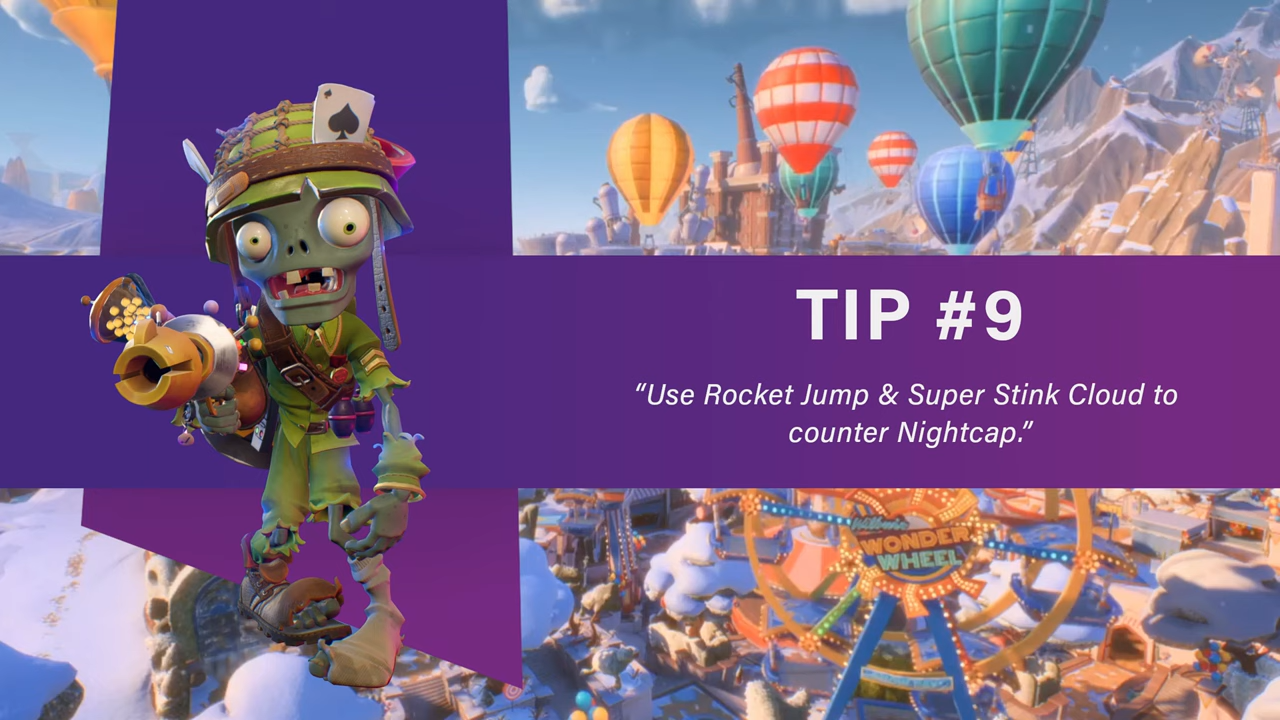 TIP #9
“Use Rocket Jump & Super Stink Cloud to
counter Nightcap.”
WONDER
WHEEL